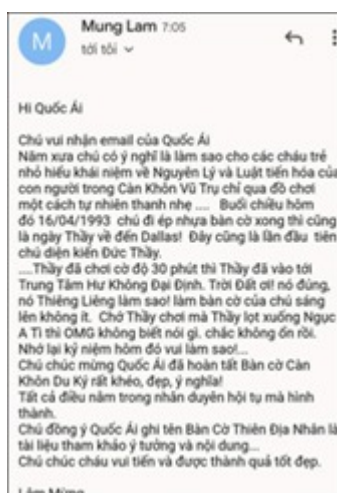 M
Mung Lam 7:05
tới tôi
Hi Quốc Ái
Chú vui nhận email của Quốc Ái
Năm xưa chú có ý nghĩ là làm sao cho các cháu trẻ
nhỏ hiểu khái niệm về Nguyên Lý và Luật tiến hóa của
con người trong Càn Khôn Vũ Trụ chỉ qua đồ chơi
một cách tự nhiên thanh nhẹ .... Buổi chiều hôm
đó 16/04/1993 chú đi ép nhựa bàn cờ xong thì cũng
là ngày Thầy về đến Dallas! Đây cũng là lần đầu tiên
chú diện kiến Đức Thầy.
....Thầy đã chơi cờ độ 30 phút thì Thầy đã vào tới
Trung Tâm Hư Không Đại Định. Trời Đất ơi! nó đúng,
nó Thiêng Liêng làm sao! làm bàn cờ của chú sáng
lên không ít. Chớ Thầy chơi mà Thầy lọt xuống Ngục
A Tì thì OMG không biết nói gì. chắc không ổn rồi.
Nhớ lại kỷ niệm hôm đó vui làm sao!...
Chú chúc mừng Quốc Ái đã hoàn tất Bàn cờ Càn
Khôn Du Ký rất khéo, đẹp, ý nghĩa!
Tất cả điều nằm trong nhân duyên hội tụ mà hình
thành.
Chú đồng ý Quốc Ái ghi tên Bàn Cờ Thiên Địa Nhân là
tài liệu tham khảo ý tưởng và nội dung...
Chú chúc cháu vui tiến và được thành quả tốt đẹp.
Lâm Mừng